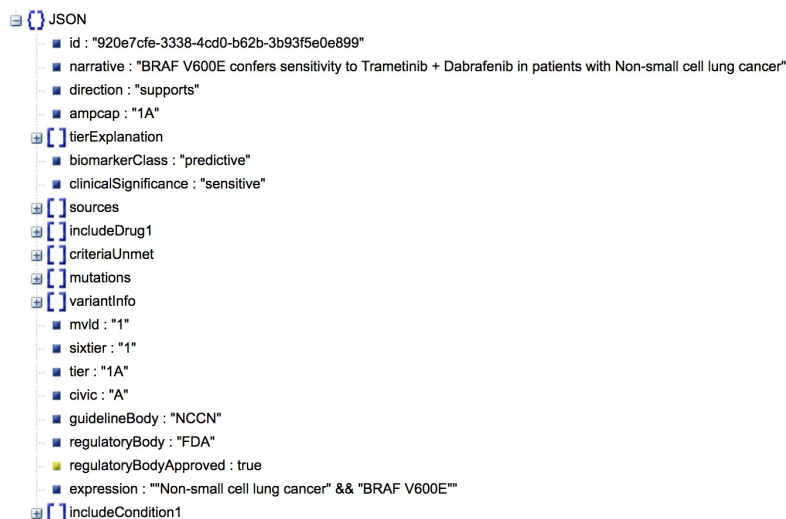 JSON
id : "920e7cfe-3338-4cd0-b62b-3b93f5e0e899"
narrative : "BRAF V600E confers sensitivity to Trametinib + Dabrafenib in patients with Non-small cell lung cancer"
direction : "supports"
ampcap : "1A"
tierExplanation
biomarkerClass : "predictive"
clinicalSignificance : "sensitive"
sources
includeDrug1
criteriaUnmet
mutations
variantInfo
mvld : "1"
sixtier : "1"
tier : "1A"
civic : "A"
guidelineBody : "NCCN"
regulatoryBody : "FDA"
regulatoryBodyApproved : true
expression : ""Non-small cell lung cancer" && "BRAF V600E""
includeCondition1